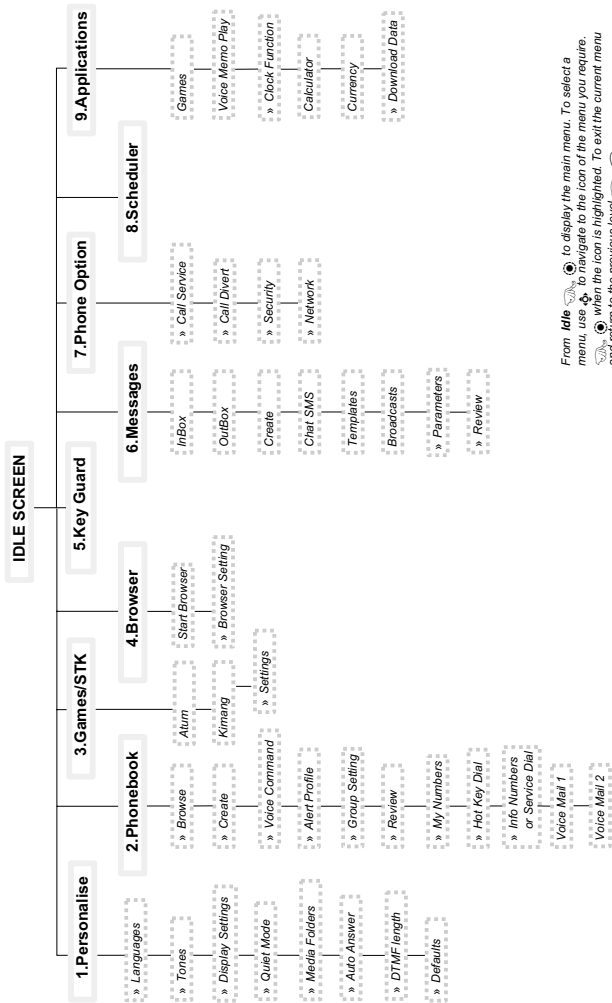 IDLE SCREEN
1.Personalise
» Languages
» Tones
» Display Settings
» Quiet Mode
» Media Folders
» Auto Answer
» DTMF length
» Defaults
2.Phonebook
» Browse
» Create
» Voice Command
» Alert Profile
» Group Setting
» Review
» My Numbers
» Hot Key Dial
» Info Numbers
or Service Dial
Voice Mail 1
Voice Mail 2
3.Games/STK
Atum
Kimang
» Settings
4.Browser
Start Browser
» Browser Setting
5.Key Guard
6.Messages
InBox
OutBox
Create
Chat SMS
Templates
Broadcasts
» Parameters
» Review
7.Phone Option
» Call Service
» Call Divert
» Security
» Network
8.Scheduler
9.Applications
Games
Voice Memo Play
» Clock Function
Calculator
Currency
» Download Data
From Idle to display the main menu. To select a
menu, use to navigate to the icon of the menu you require.
when the icon is highlighted. To exit the current menu
and return to the previous level